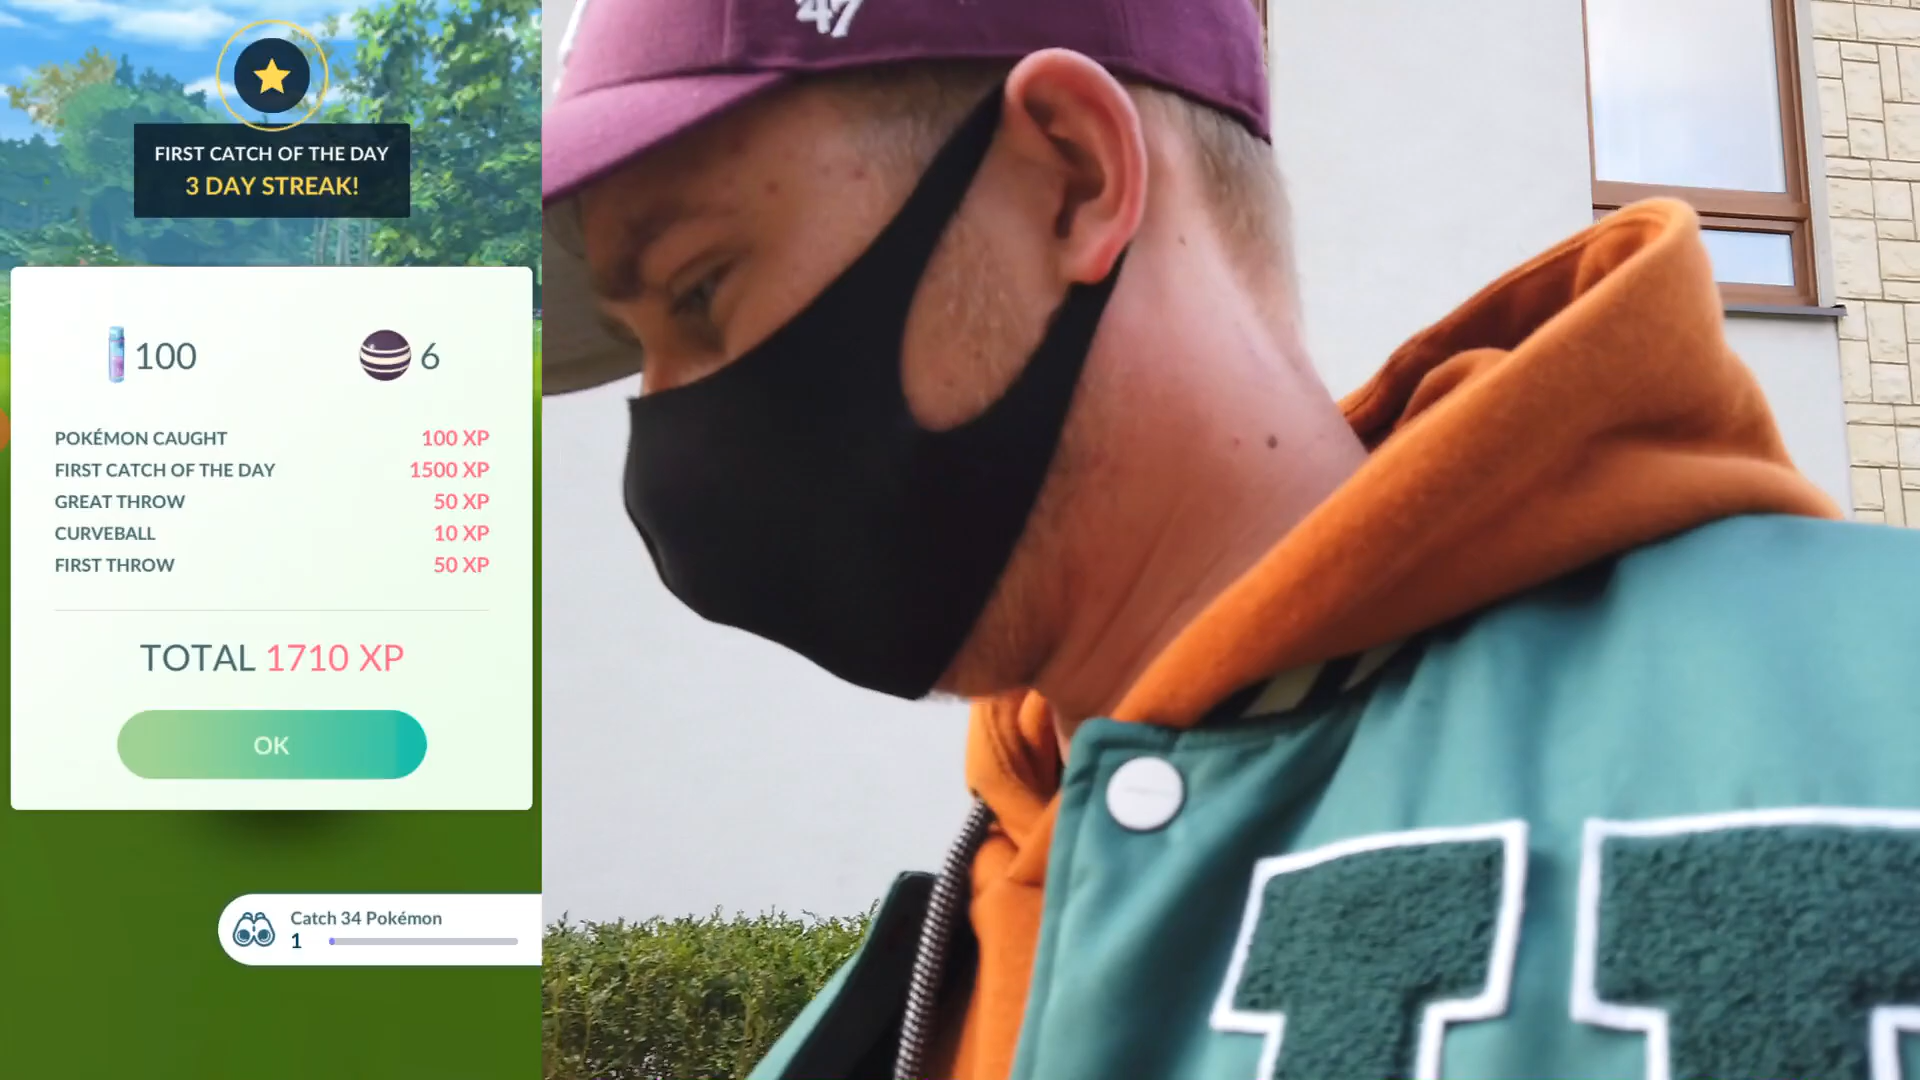 FIRST CATCH OF THE DAY
3 DAY STREAK!
100
6
POKÉMON CAUGHT 100 XP
FIRST CATCH OF THE DAY 1500 XP
GREAT THROW 50 XP
CURVEBALL 10 XP
FIRST THROW 50 XP
TOTAL 1710 XP
OK
Catch 34 Pokémon
1
47